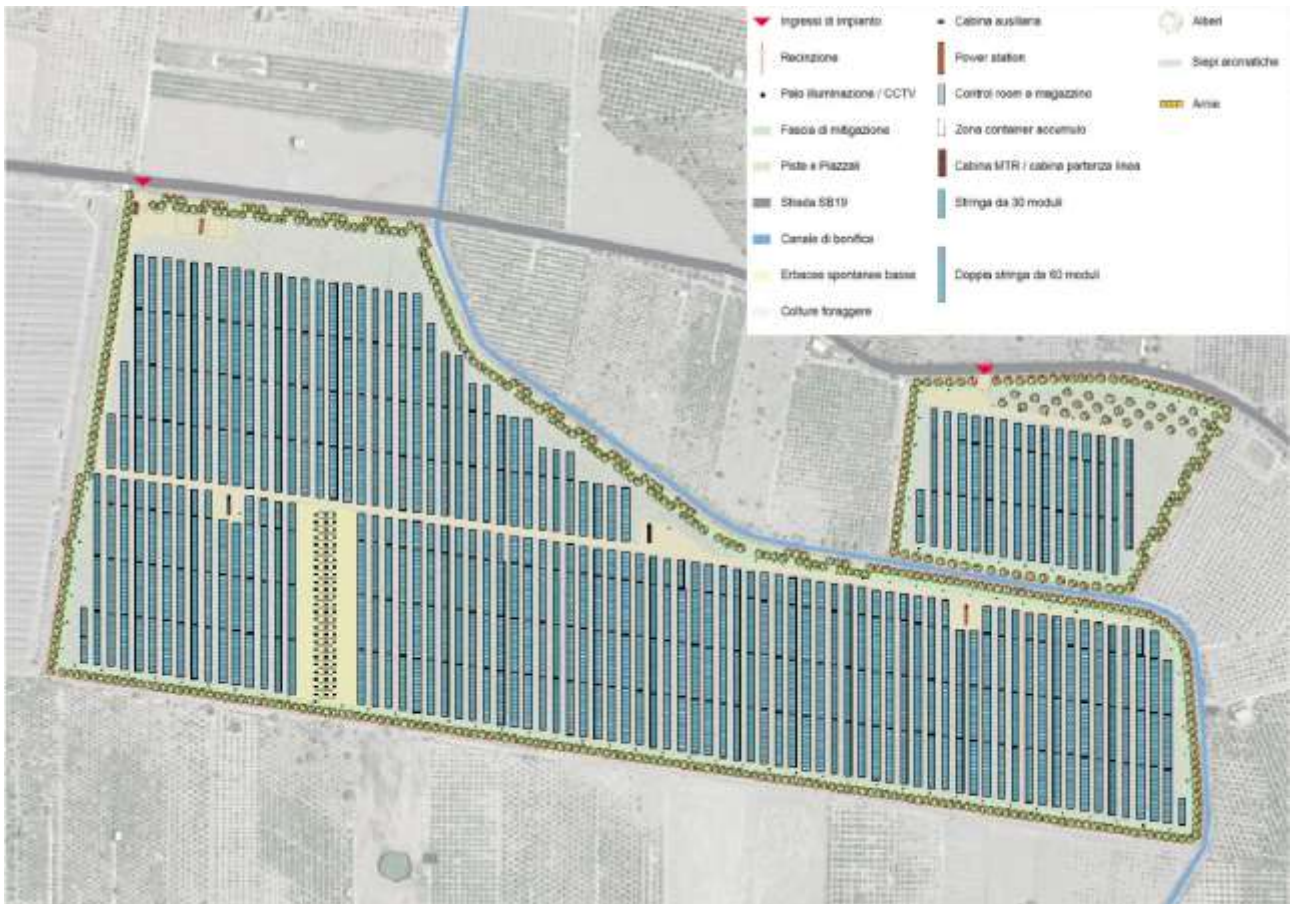 Ingressi di impianto
Recinzione
Palo illuminazione / CCTV
Fascia di mitigazione
Piste e Piazzali
Strada SB19
Canale di bonifica
Erbacee spontanee basse
Colture foraggere
Cabina ausiliaria
Power station
Control room e magazzino
Zona container accumulo
Cabina MTR / cabina partenza linea
Stringa da 30 moduli
Doppia stringa da 60 moduli
Alberi
Siepi aromatiche
Arnie